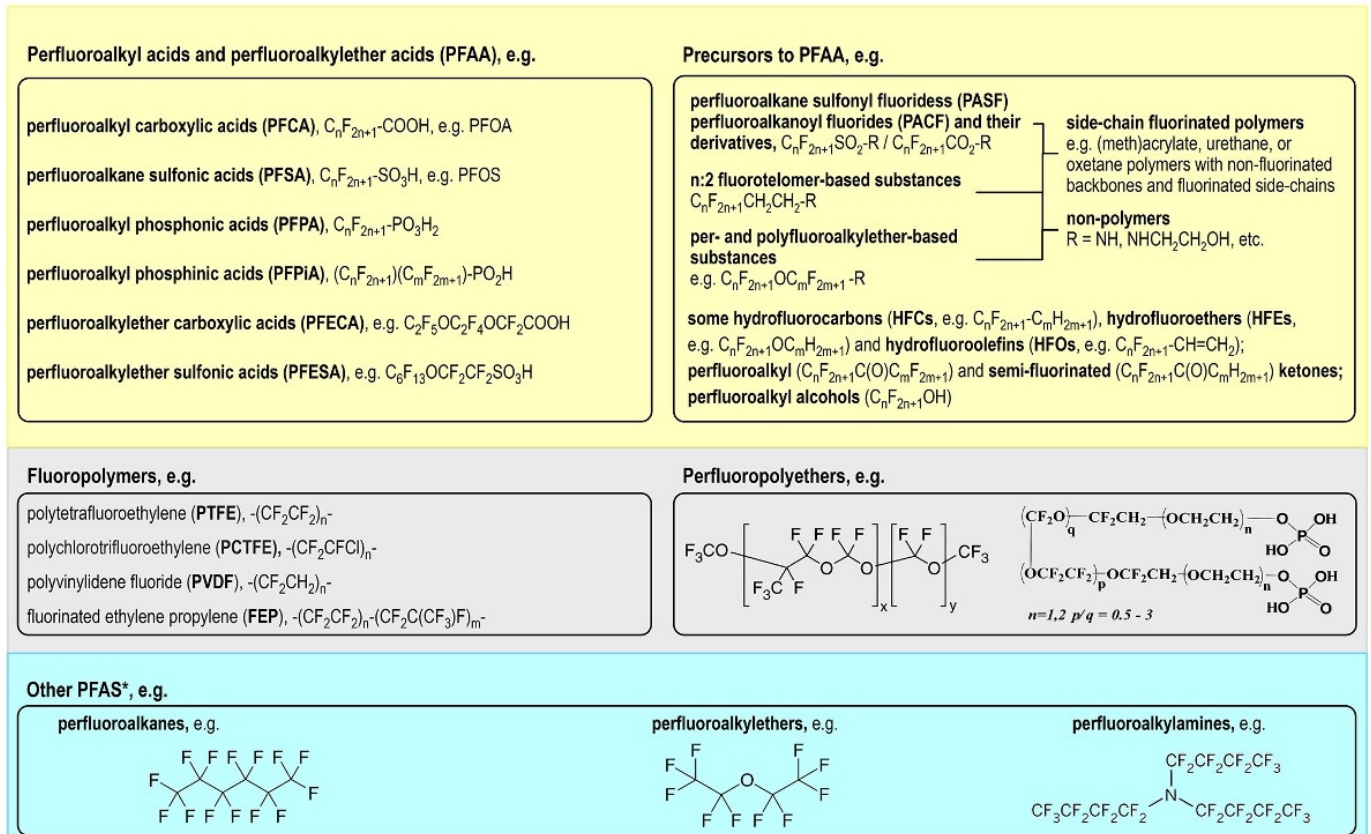 Perfluoroalkyl acids and perfluoroalkylether acids (PFAA), e.g.
perfluoroalkyl carboxylic acids (PFCA), CₙF₂ₙ₊₁-COOH, e.g. PFOA
perfluoroalkane sulfonic acids (PFSA), CₙF₂ₙ₊₁-SO₃H, e.g. PFOS
perfluoroalkyl phosphonic acids (PFPA), CₙF₂ₙ₊₁-PO₃H₂
perfluoroalkyl phosphinic acids (PFPiA), (CₙF₂ₙ₊₁)(CₘF₂ₘ₊₁)-PO₂H
perfluoroalkylether carboxylic acids (PFECA), e.g. C₂F₅OC₂F₄OCF₂COOH
perfluoroalkylether sulfonic acids (PFESA), e.g. C₆F₁₃OCF₂CF₂SO₃H
Precursors to PFAA, e.g.
perfluoroalkane sulfonyl fluoridess (PASF)
perfluoroalkanoyl fluorides (PACF) and their
derivatives, CₙF₂ₙ₊₁SO₂-R / CₙF₂ₙ₊₁CO₂-R
n:2 fluorotelomer-based substances
CₙF₂ₙ₊₁CH₂CH₂-R
per- and polyfluoroalkylether-based
substances
e.g. CₙF₂ₙ₊₁OCₘF₂ₘ₊₁-R
side-chain fluorinated polymers
e.g. (meth)acrylate, urethane, or
oxetane polymers with non-fluorinated
backbones and fluorinated side-chains
non-polymers
R = NH, NHCH₂CH₂OH, etc.
some hydrofluorocarbons (HFCs, e.g. CₙF₂ₙ₊₁-CₘH₂ₘ₊₁), hydrofluoroethers (HFEs,
e.g. CₙF₂ₙ₊₁OCₘH₂ₘ₊₁) and hydrofluoroolefins (HFOs, e.g. CₙF₂ₙ₊₁-CH=CH₂);
perfluoroalkyl (CₙF₂ₙ₊₁C(O)CₘF₂ₘ₊₁) and semi-fluorinated (CₙF₂ₙ₊₁C(O)CₘH₂ₘ₊₁) ketones;
perfluoroalkyl alcohols (CₙF₂ₙ₊₁OH)
Fluoropolymers, e.g.
polytetrafluoroethylene (PTFE), -(CF₂CF₂)ₙ-
polychlorotrifluoroethylene (PCTFE), -(CF₂CFCl)ₙ-
polyvinylidene fluoride (PVDF), -(CF₂CH₂)ₙ-
fluorinated ethylene propylene (FEP), -(CF₂CF₂)ₙ-(CF₂C(CF₃)F)ₘ-
Perfluoropolyethers, e.g.
F F F F F F
F₃CO O O O CF₃
F₃C F x y
(CF₂O)q CF₂CH₂ (OCH₂CH₂)n O P OH
HO O
(OCF₂CF₂)p OCF₂CH₂ (OCH₂CH₂)n O P OH
HO O
n=1,2 p/q = 0.5 - 3
Other PFAS*, e.g.
perfluoroalkanes, e.g.
F F F F F F
F F
F F F F F
perfluoroalkylethers, e.g.
F F
F O F
F F
F F F F
perfluoroalkylamines, e.g.
CF₂CF₂CF₂CF₃
N
CF₃CF₂CF₂CF₂ CF₂CF₂CF₂CF₃